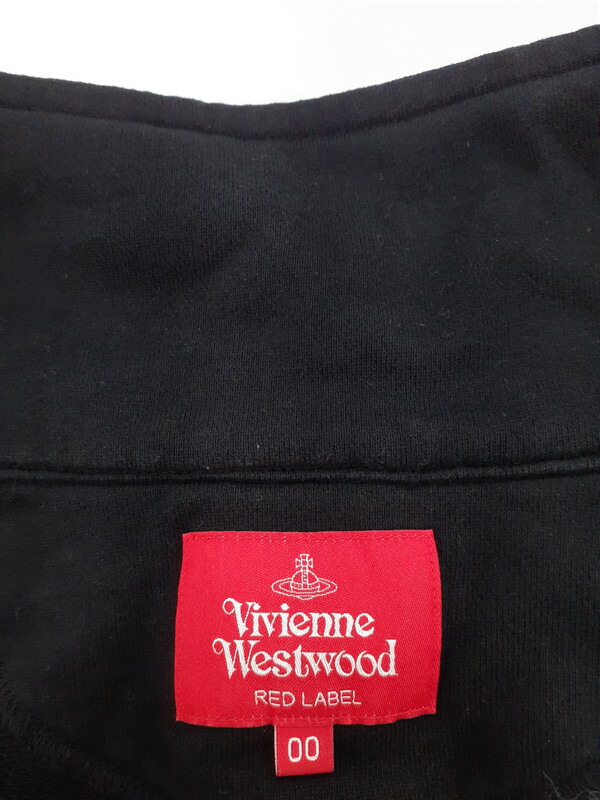 Vivienne
Westwood
RED LABEL
00